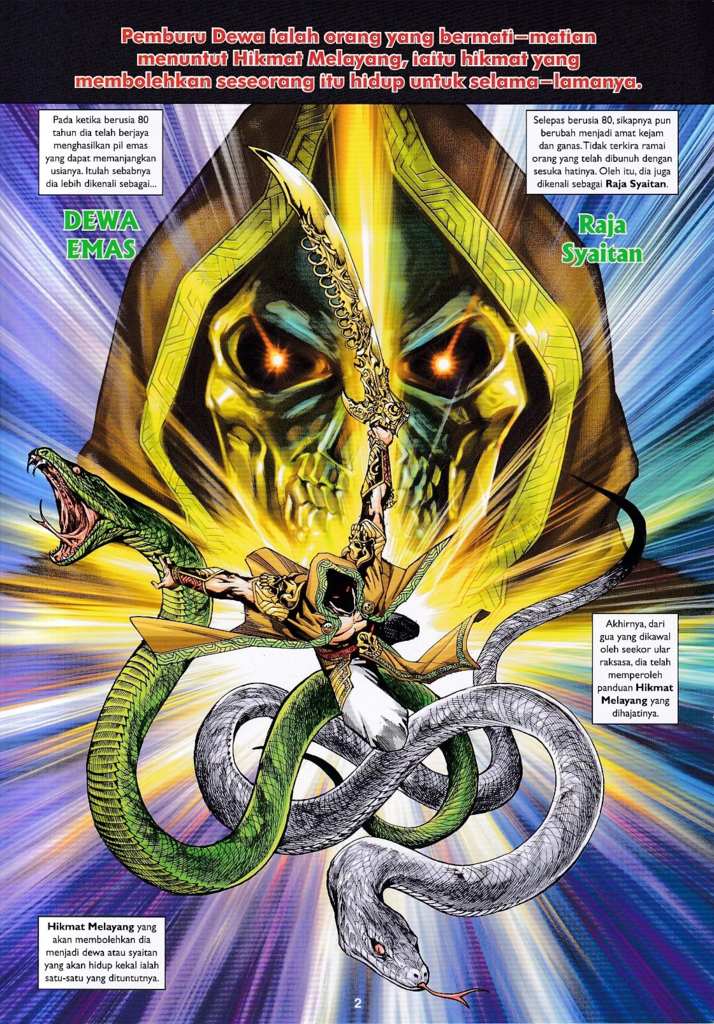 Pemburu Dewa ialah orang yang bermati-matian
menuntut Hikmat Melayang, iaitu hikmat yang
membolehkan seseorang itu hidup untuk selama-lamanya.
Pada ketika berusia 80
tahun dia telah berjaya
menghasilkan pil emas
yang dapat memanjangkan
usianya. Itulah sebabnya
dia lebih dikenali sebagai...
DEWA
EMAS
Selepas berusia 80, sikapnya pun
berubah menjadi amat kejam
dan ganas. Tidak terkira ramai
orang yang telah dibunuh dengan
sesuka hatinya. Oleh itu, dia juga
dikenali sebagai Raja Syaitan.
Raja
Syaitan
Akhirnya, dari
gua yang dikawal
oleh seekor ular
raksasa, dia telah
memperoleh
panduan Hikmat
Melayang yang
dihajatinya.
Hikmat Melayang yang
akan membolehkan dia
menjadi dewa atau syaitan
yang akan hidup kekal ialah
satu-satu yang dituntutnya.
2